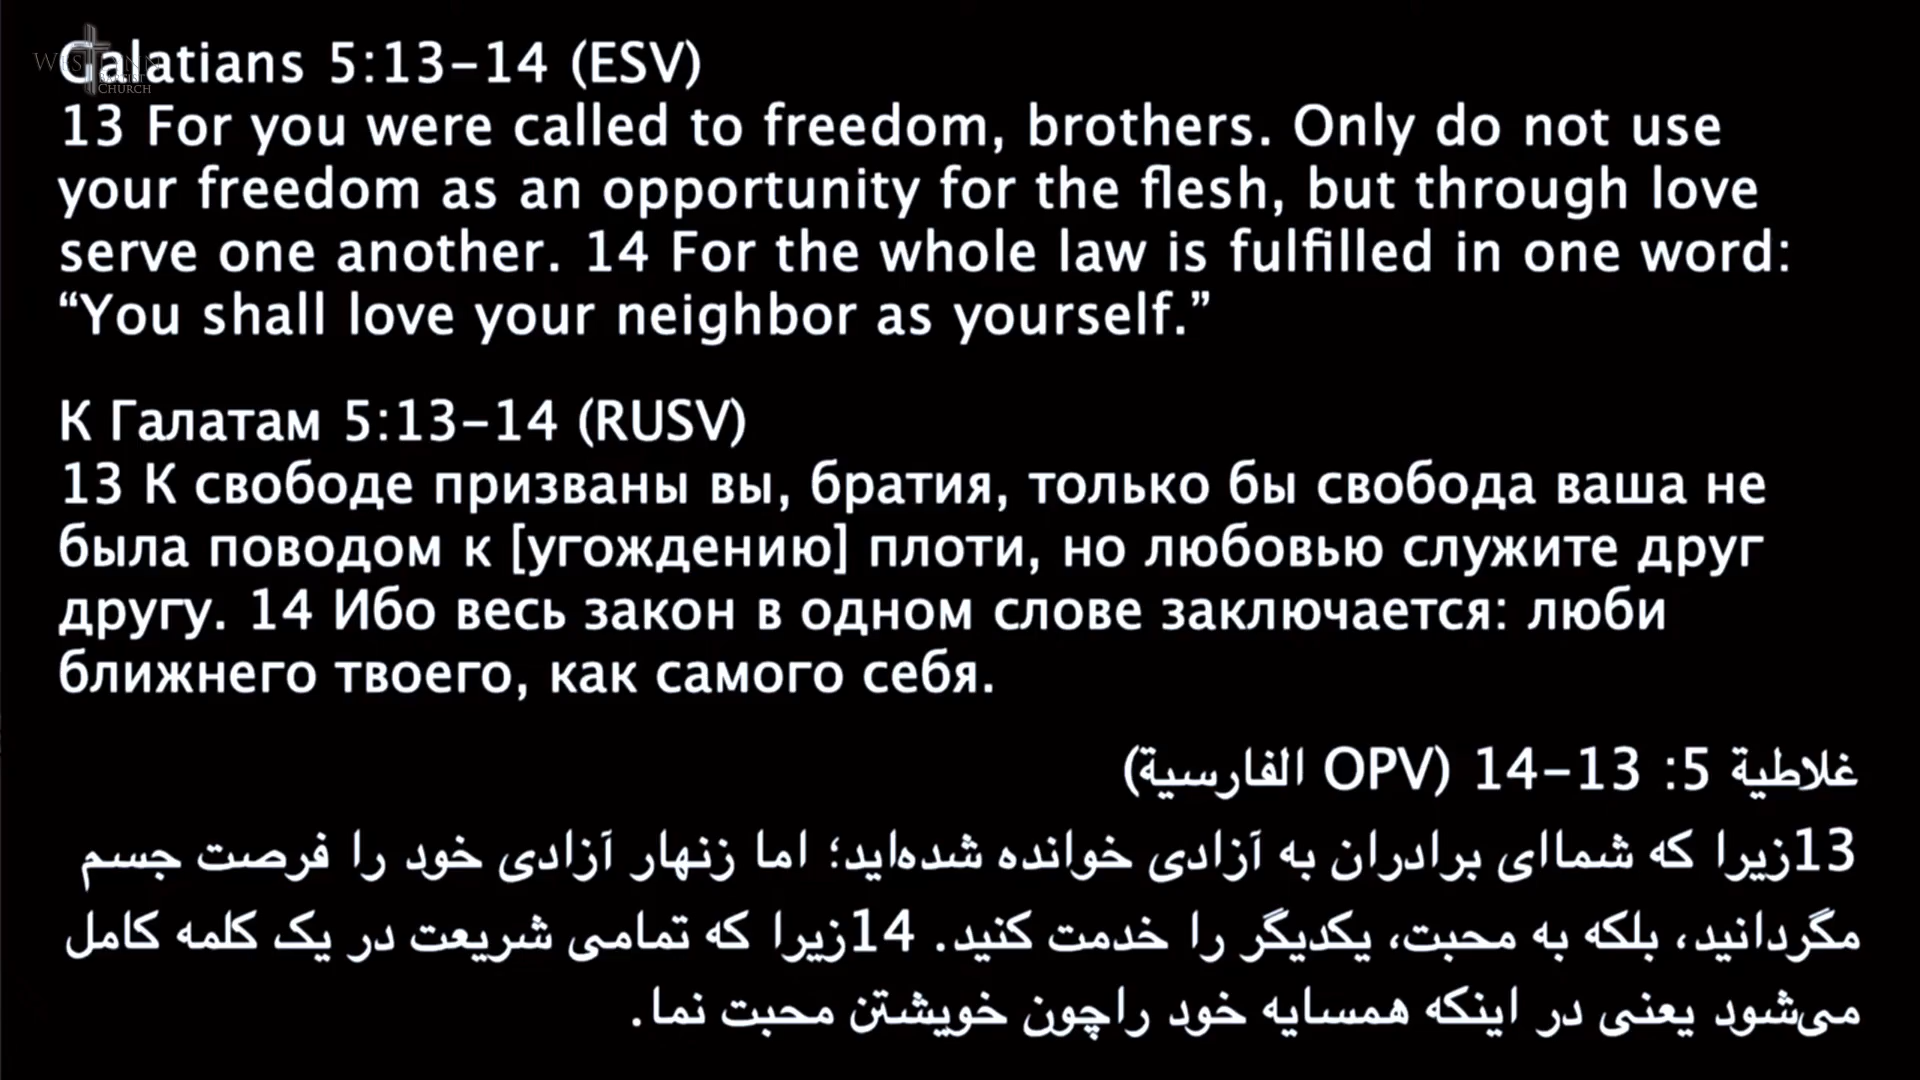 Galatians 5:13–14 (ESV)
13 For you were called to freedom, brothers. Only do not use
your freedom as an opportunity for the flesh, but through love
serve one another. 14 For the whole law is fulfilled in one word:
“You shall love your neighbor as yourself.”
К Галатам 5:13–14 (RUSV)
13 К свободе призваны вы, братия, только бы свобода ваша не
была поводом к [угождению] плоти, но любовью служите друг
другу. 14 Ибо весь закон в одном слове заключается: люби
ближнего твоего, как самого себя.
غلاطية 5: 13–14 (OPV الفارسية)
13زیرا که شماای برادران به آزادی خوانده شده‌اید؛ اما زنهار آزادی خود را فرصت جسم
مگردانید، بلکه به محبت، یکدیگر را خدمت کنید. 14زیرا که تمامی شریعت در یک کلمه کامل
می‌شود یعنی در اینکه همسایه خود راچون خویشتن محبت نما.
Baptist
Church